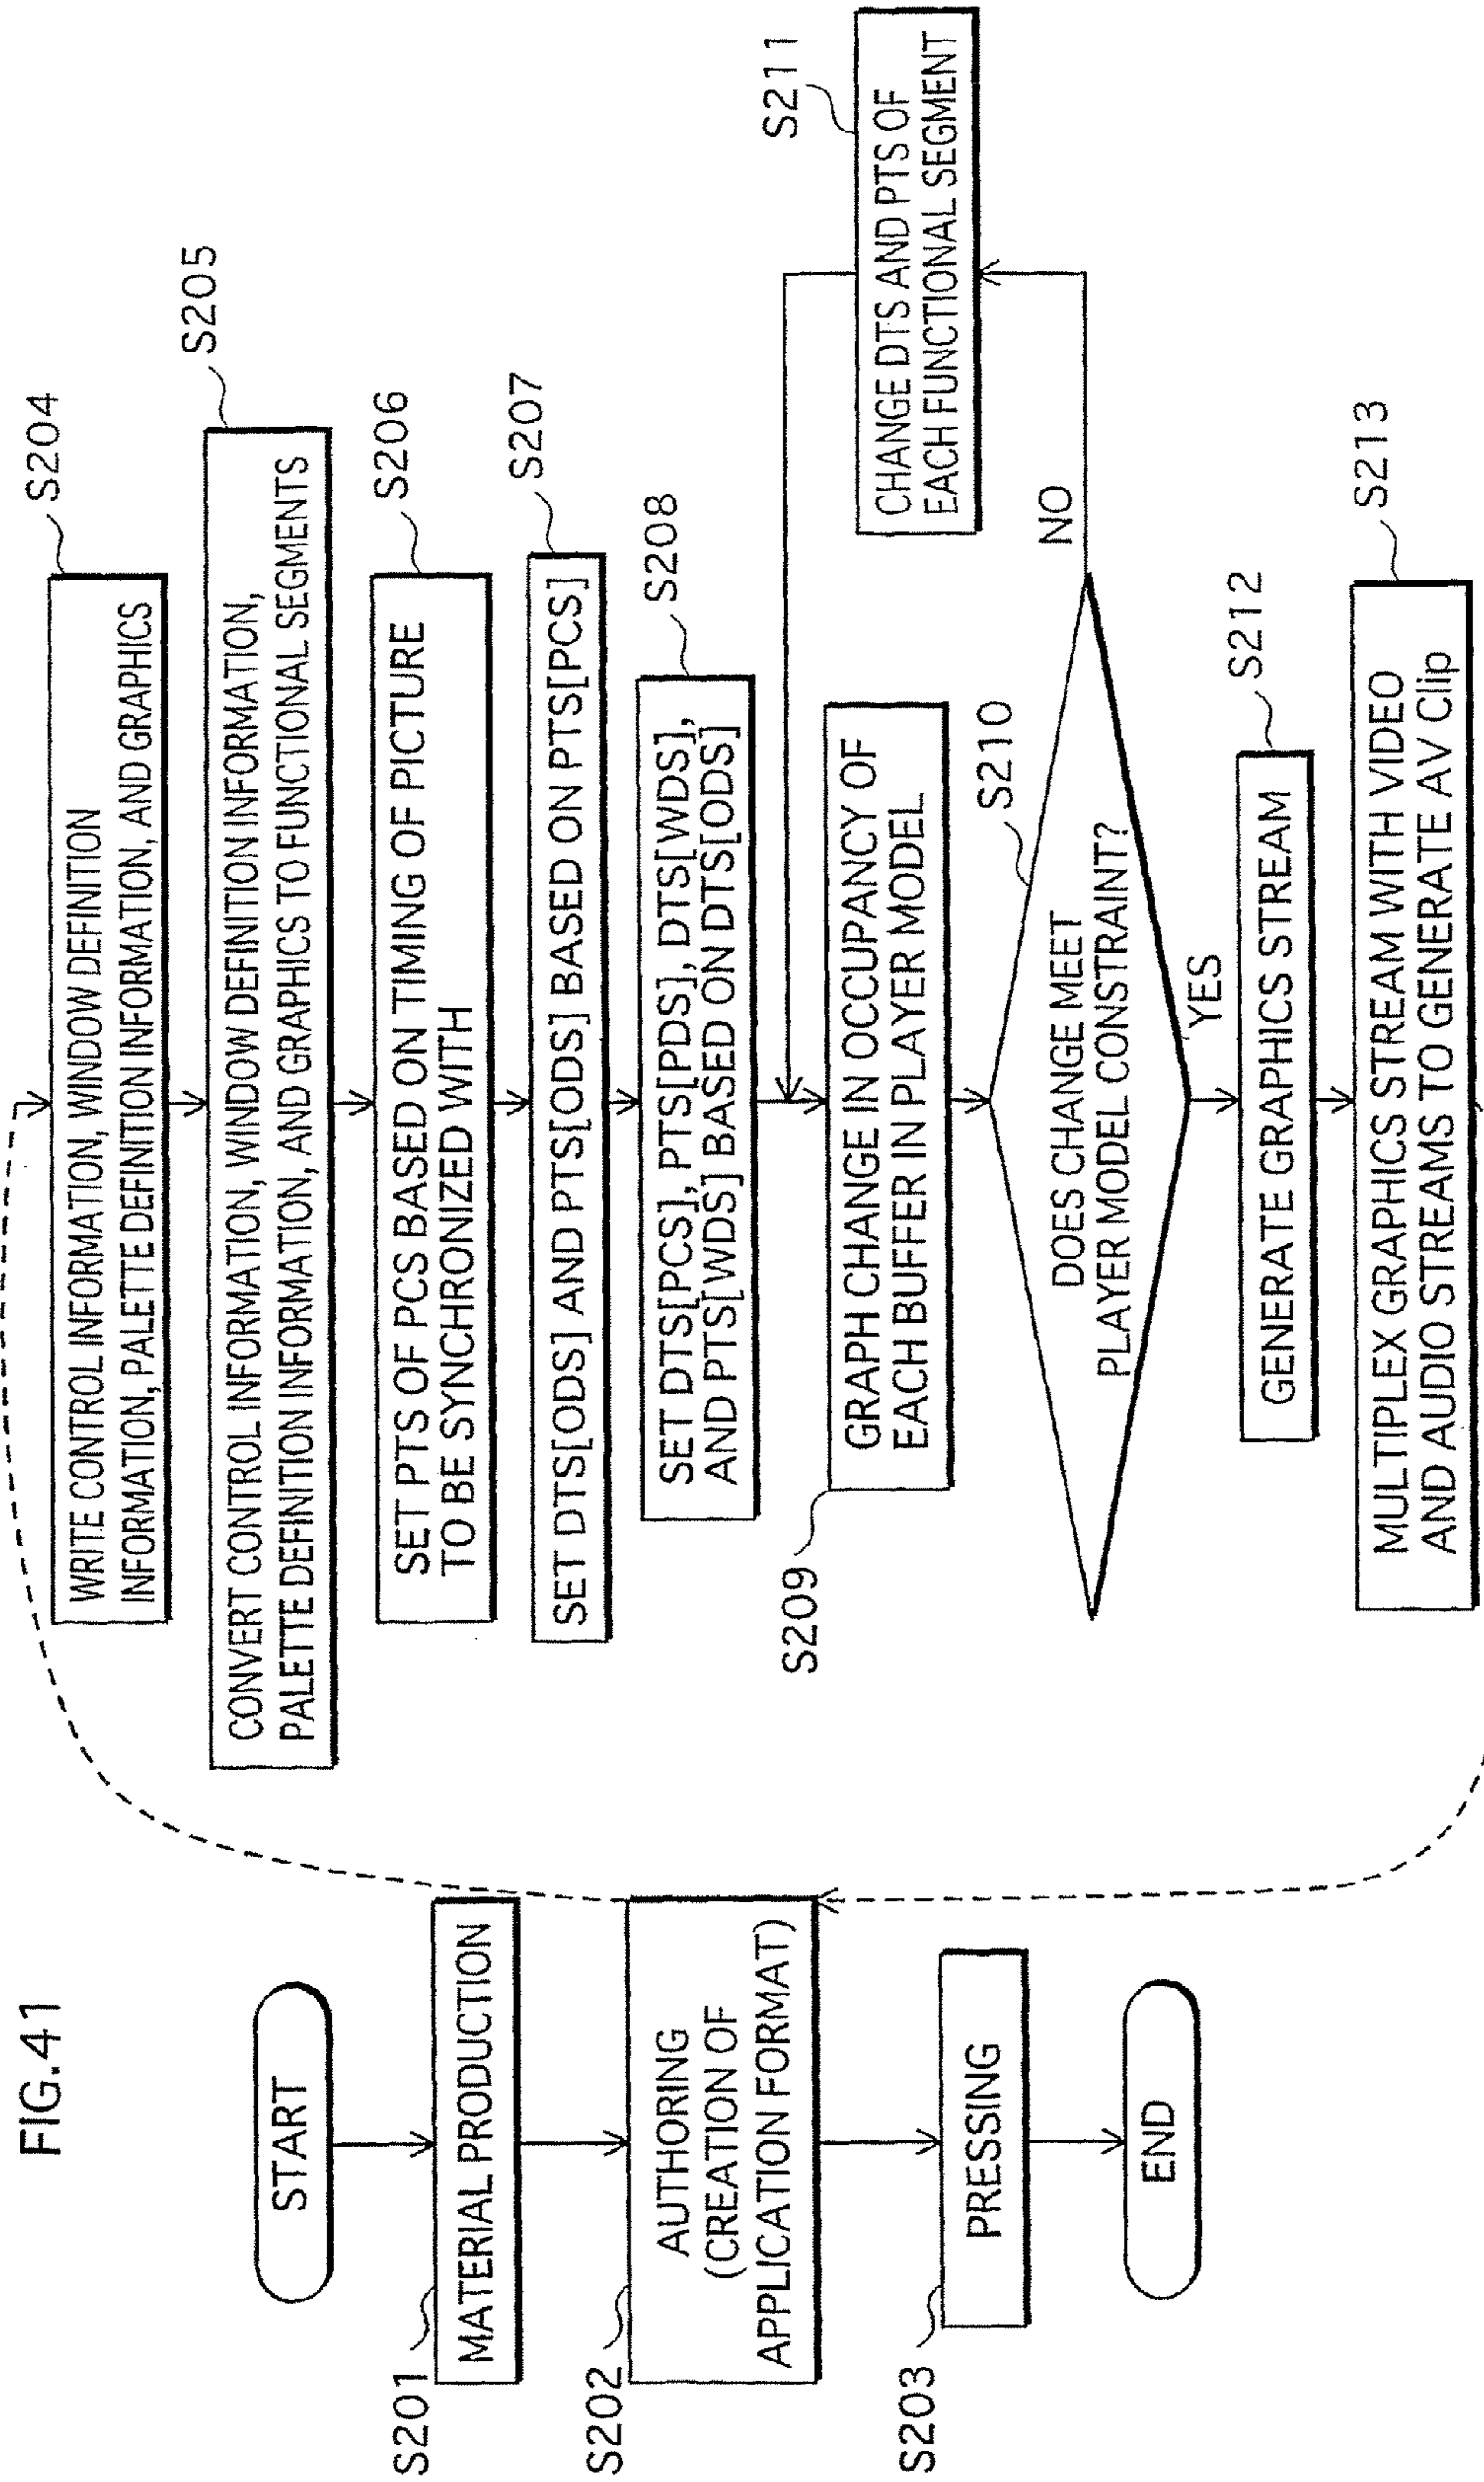 FIG.41
START
S201
MATERIAL PRODUCTION
S202
AUTHORING
(CREATION OF
APPLICATION FORMAT)
S203
PRESSING
END
S204
WRITE CONTROL INFORMATION, WINDOW DEFINITION
INFORMATION, PALETTE DEFINITION INFORMATION, AND GRAPHICS
S205
CONVERT CONTROL INFORMATION, WINDOW DEFINITION INFORMATION,
PALETTE DEFINITION INFORMATION, AND GRAPHICS TO FUNCTIONAL SEGMENTS
S206
SET PTS OF PCS BASED ON TIMING OF PICTURE
TO BE SYNCHRONIZED WITH
S207
SET DTS[ODS] AND PTS[ODS] BASED ON PTS[PCS]
S208
SET DTS[PCS], PTS[PDS], DTS[WDS],
AND PTS[WDS] BASED ON DTS[ODS]
S209
GRAPH CHANGE IN OCCUPANCY OF
EACH BUFFER IN PLAYER MODEL
S210
DOES CHANGE MEET
PLAYER MODEL CONSTRAINT?
NO
S211
CHANGE DTS AND PTS OF
EACH FUNCTIONAL SEGMENT
YES
S212
GENERATE GRAPHICS STREAM
S213
MULTIPLEX GRAPHICS STREAM WITH VIDEO
AND AUDIO STREAMS TO GENERATE AV Clip